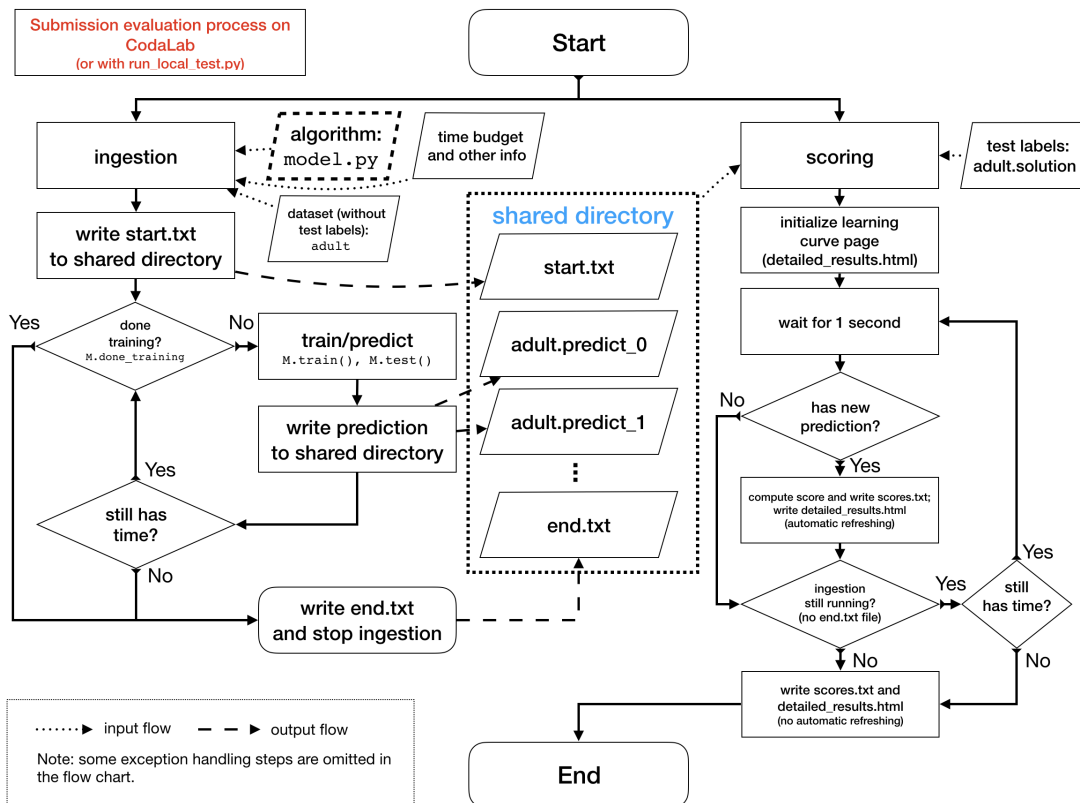 Submission evaluation process on
CodaLab
(or with run_local_test.py)
Start
ingestion
algorithm:
model.py
time budget
and other info
dataset (without
test labels):
adult
scoring
test labels:
adult.solution
write start.txt
to shared directory
shared directory
start.txt
adult.predict_0
adult.predict_1
end.txt
initialize learning
curve page
(detailed_results.html)
wait for 1 second
Yes
done
training?
M.done_training
No
train/predict
M.train(), M.test()
write prediction
to shared directory
Yes
still has
time?
No
write end.txt
and stop ingestion
No
has new
prediction?
Yes
compute score and write scores.txt;
write detailed_results.html
(automatic refreshing)
ingestion
still running?
(no end.txt file)
Yes
Yes
still
has time?
No
No
write scores.txt and
detailed_results.html
(no automatic refreshing)
End
input flow
output flow
Note: some exception handling steps are omitted in
the flow chart.